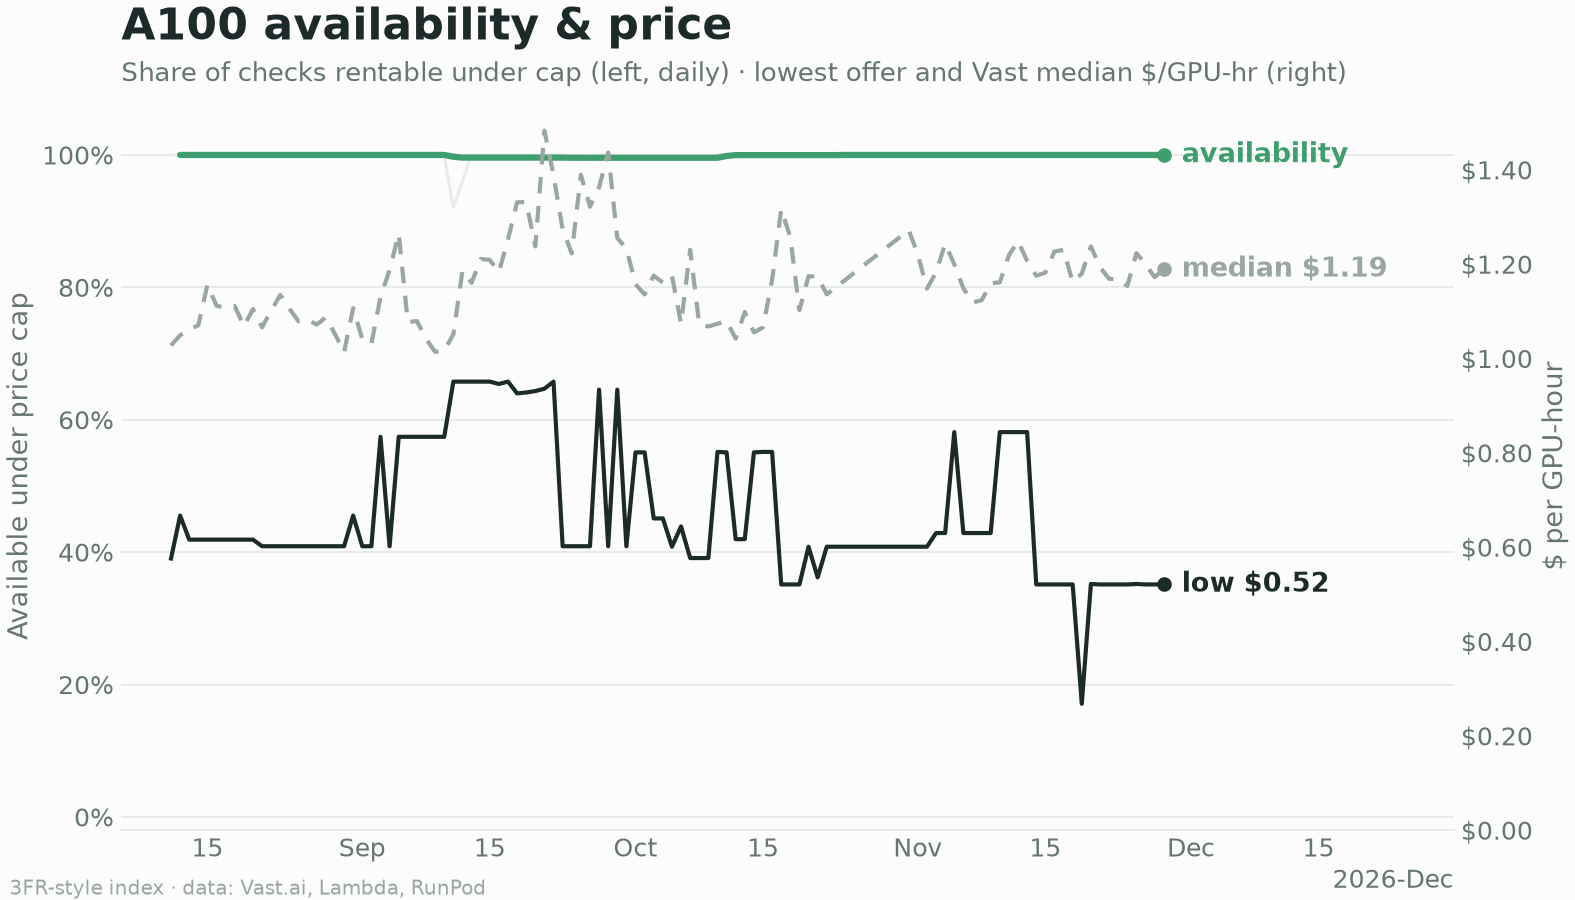 A100 availability & price
Share of checks rentable under cap (left, daily) · lowest offer and Vast median $/GPU-hr (right)
Available under price cap
100%
80%
60%
40%
20%
0%
availability
median $1.19
low $0.52
$1.40
$1.20
$1.00
$0.80
$0.60
$0.40
$0.20
$0.00
$ per GPU-hour
15 Sep 15 Oct 15 Nov 15 Dec 15
2026-Dec
3FR-style index · data: Vast.ai, Lambda, RunPod